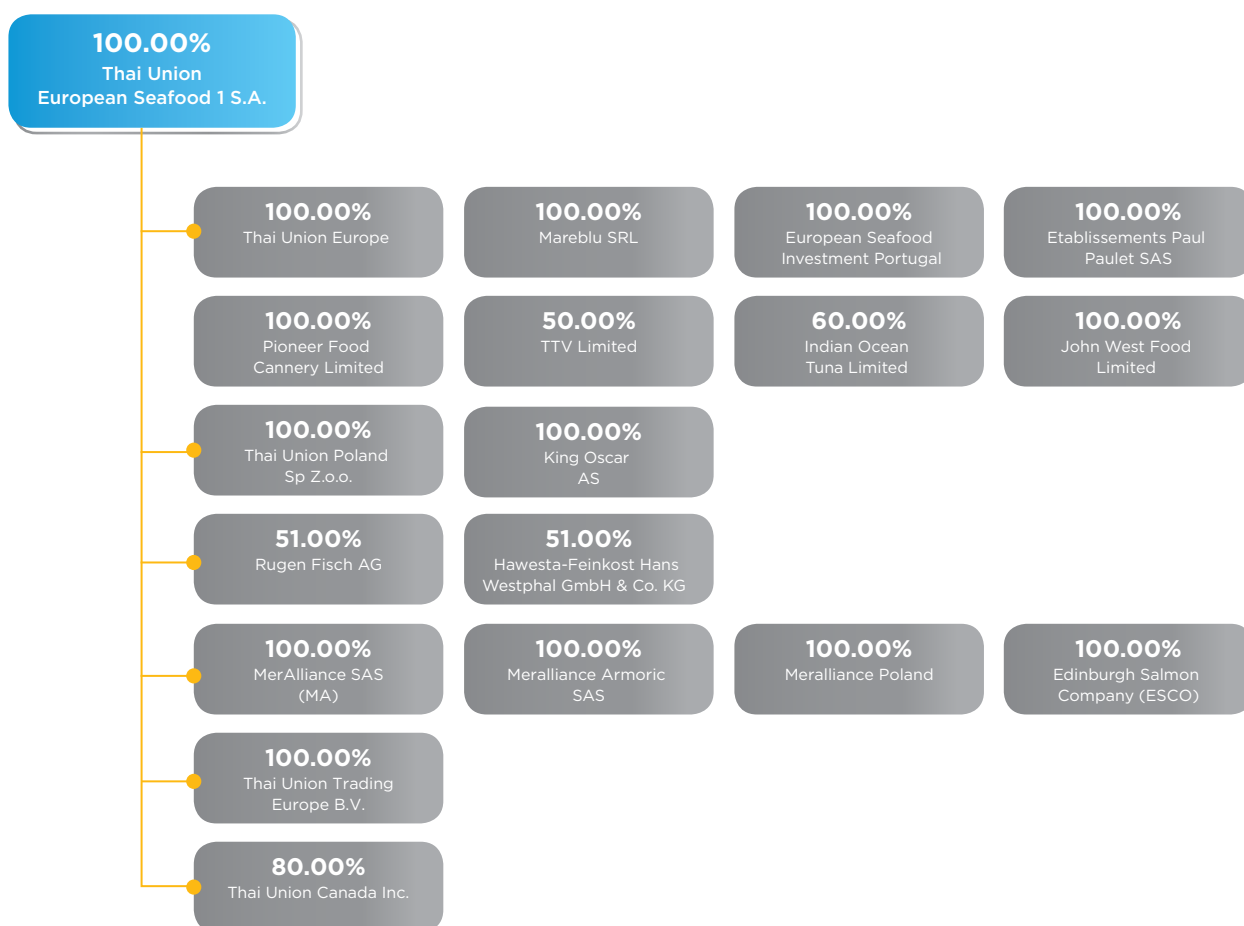 100.00%
Thai Union
European Seafood 1 S.A.
100.00%
Thai Union Europe
100.00%
Mareblu SRL
100.00%
European Seafood
Investment Portugal
100.00%
Etablissements Paul
Paulet SAS
100.00%
Pioneer Food
Cannery Limited
50.00%
TTV Limited
60.00%
Indian Ocean
Tuna Limited
100.00%
John West Food
Limited
100.00%
Thai Union Poland
Sp Z.o.o.
100.00%
King Oscar
AS
51.00%
Rugen Fisch AG
51.00%
Hawesta-Feinkost Hans
Westphal GmbH & Co. KG
100.00%
MerAlliance SAS
(MA)
100.00%
Meralliance Armoric
SAS
100.00%
Meralliance Poland
100.00%
Edinburgh Salmon
Company (ESCO)
100.00%
Thai Union Trading
Europe B.V.
80.00%
Thai Union Canada Inc.